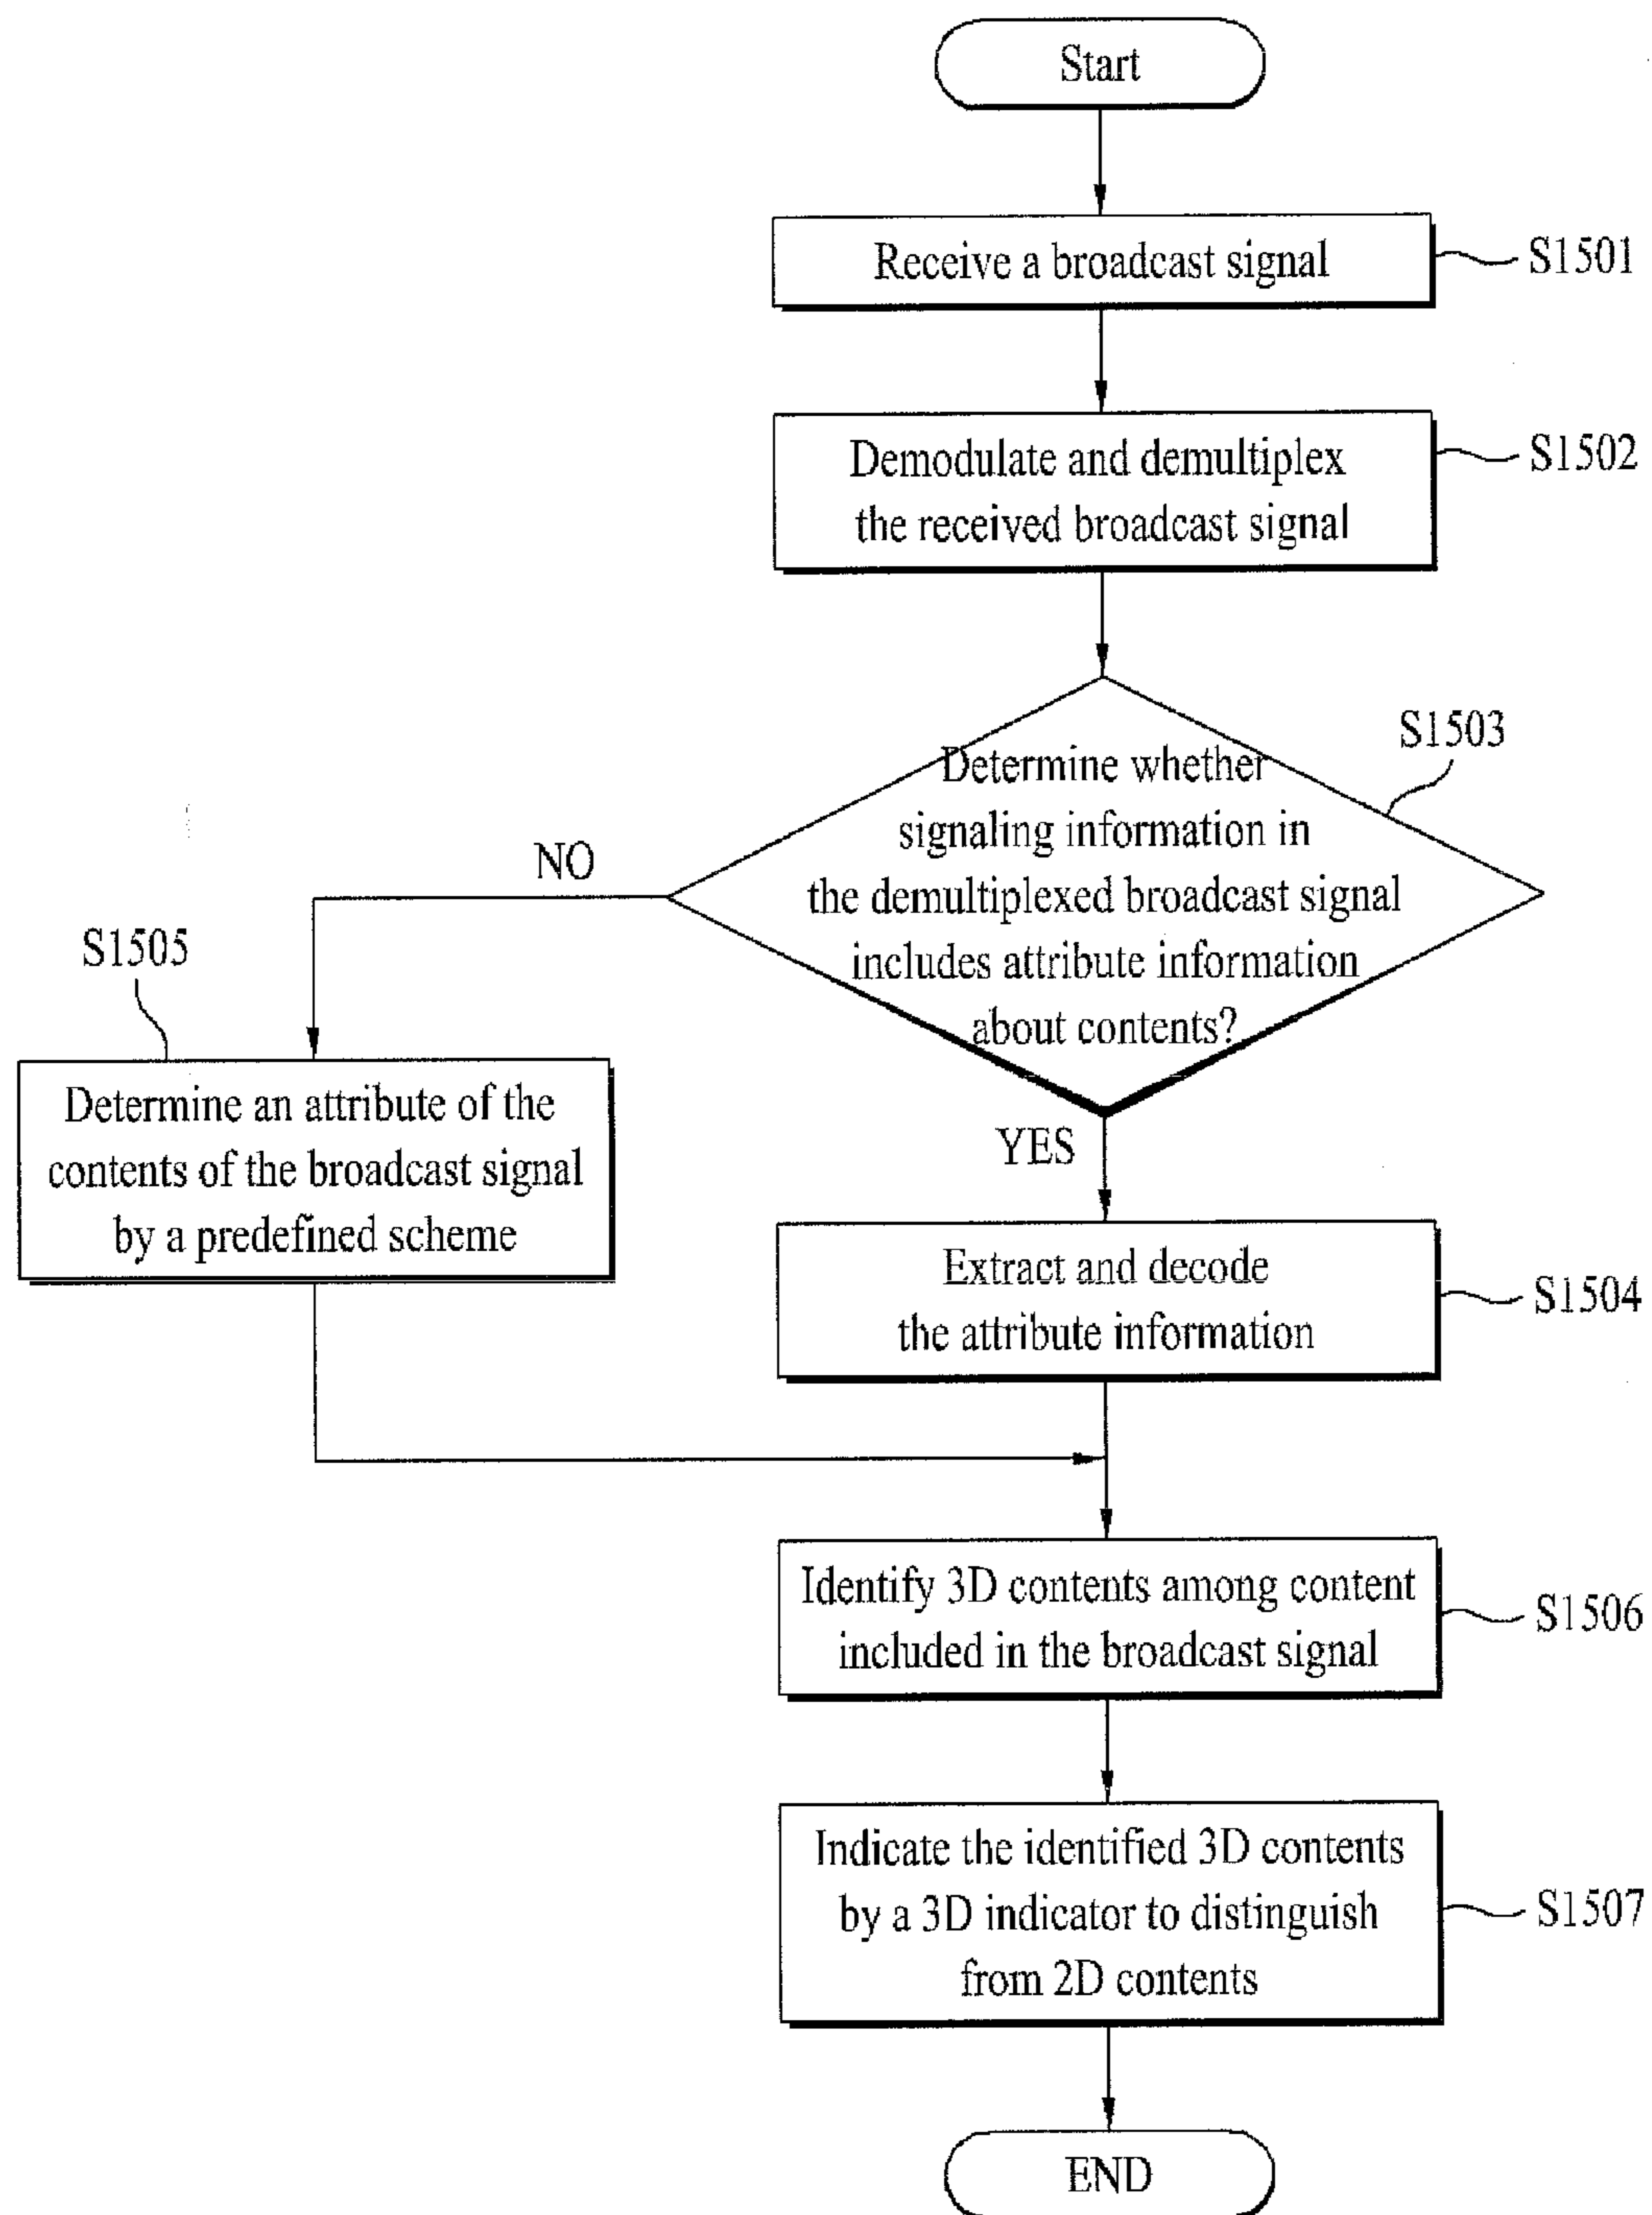 Start
Receive a broadcast signal
S1501
Demodulate and demultiplex
the received broadcast signal
S1502
Determine whether
signaling information in
the demultiplexed broadcast signal
includes attribute information
about contents?
S1503
NO
YES
S1505
Determine an attribute of the
contents of the broadcast signal
by a predefined scheme
Extract and decode
the attribute information
S1504
Identify 3D contents among content
included in the broadcast signal
S1506
Indicate the identified 3D contents
by a 3D indicator to distinguish
from 2D contents
S1507
END